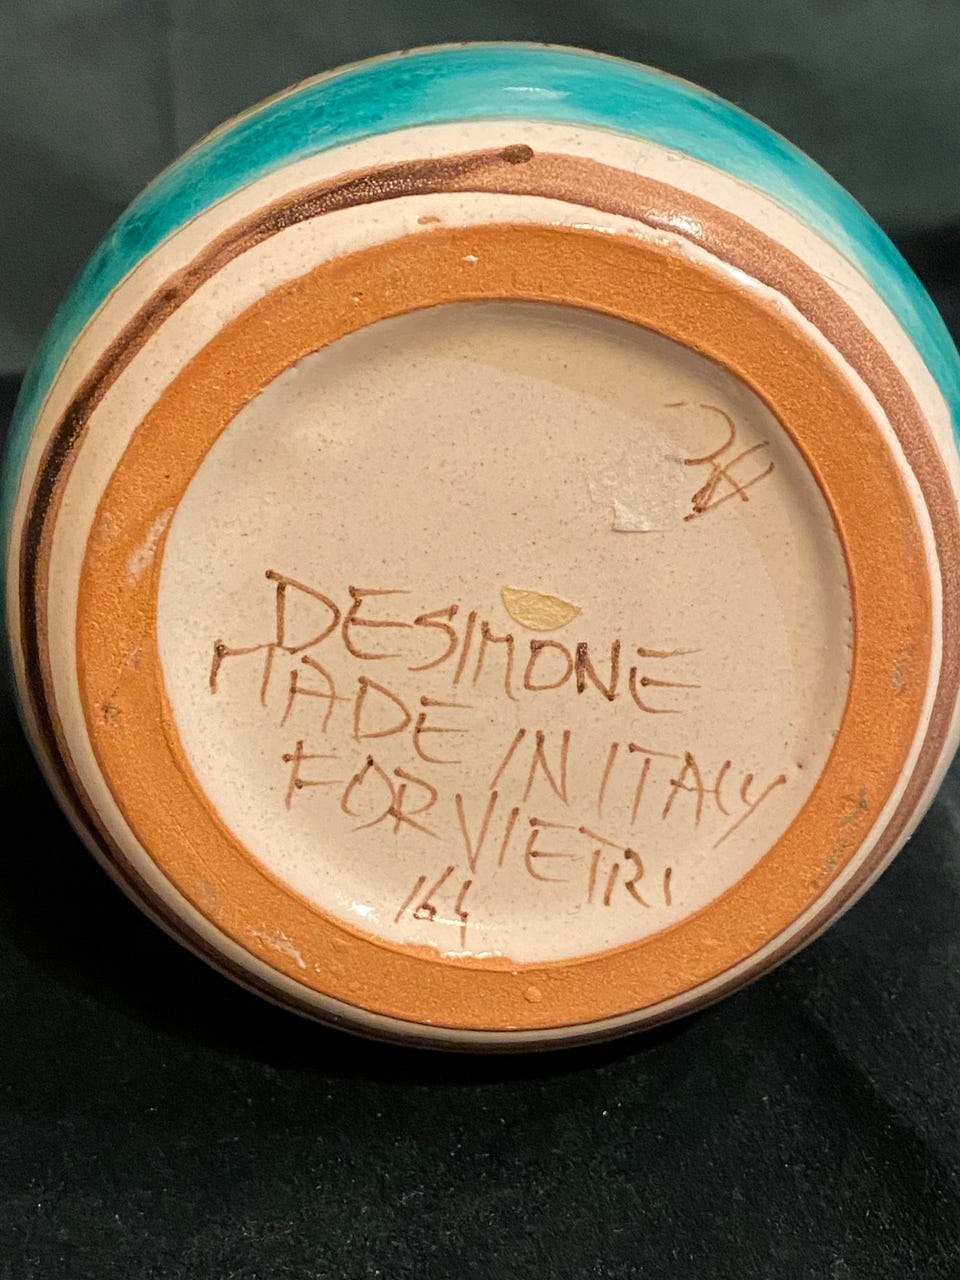 DESIMONE
MADE IN ITALY
FOR VIETRI
164